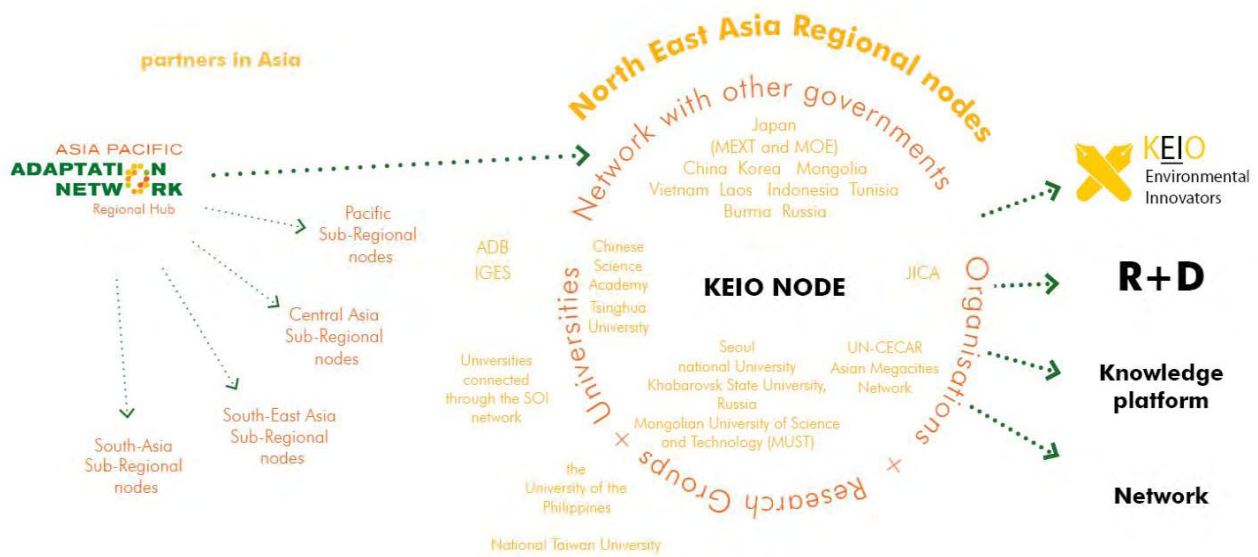 partners in Asia
ASIA PACIFIC
ADAPTATION
NETWORK
Regional Hub
Pacific
Sub-Regional
nodes
Central Asia
Sub-Regional
nodes
South-East Asia
Sub-Regional
nodes
South-Asia
Sub-Regional
nodes
North East Asia Regional nodes
Network with other governments
Japan
(MEXT and MOE)
China Korea Mongolia
Vietnam Laos Indonesia Tunisia
Burma Russia
ADB
IGES
Chinese
Science
Academy
Tsinghua
University
KEIO NODE
JICA
Universities
connected
through the SOI
network
Seoul
national University
Khabarovsk State University,
Russia
Mongolian University of Science
and Technology (MUST)
UN-CECAR
Asian Megacities
Network
Universities × Research Groups × Organisations
the
University of the
Philippines
National Taiwan University
KEIO
Environmental
Innovators
R+D
Knowledge
platform
Network